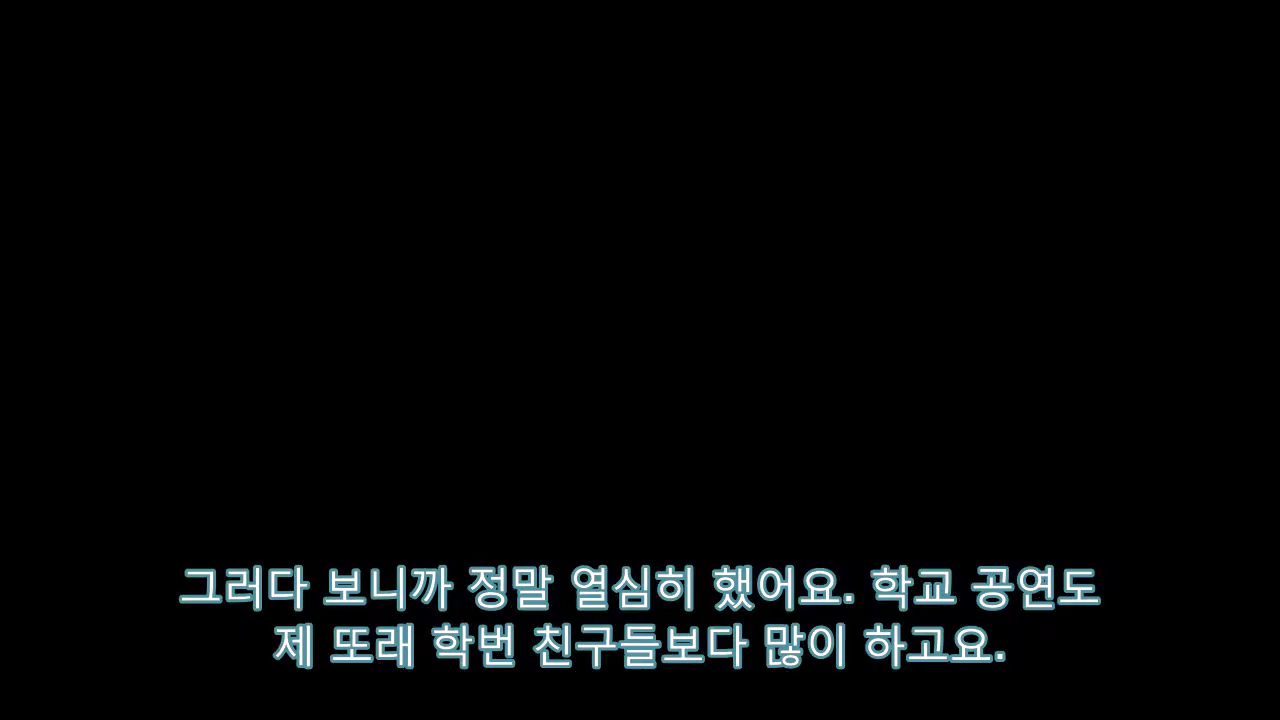 그러다 보니까 정말 열심히 했어요. 학교 공연도
제 또래 학번 친구들보다 많이 하고요.